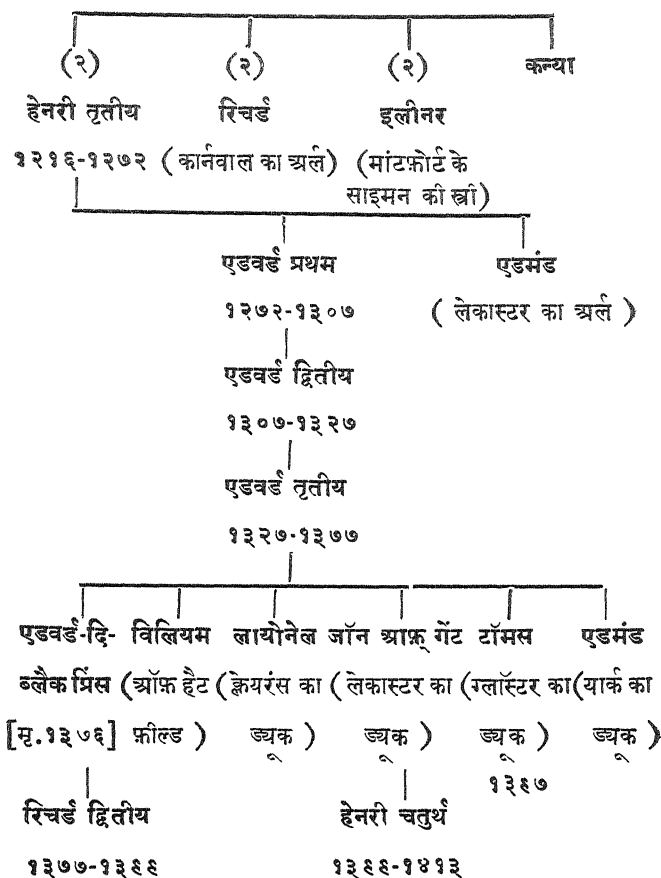 (२) (२) (२) कन्या
हेनरी तृतीय रिचर्ड इलीनर
१२१६-१२७२ (कार्नवाल का अर्ल) (मांटफ़ोर्ट के
साइमन की स्त्री)
एडवर्ड प्रथम एडमंड
१२७२-१३०७ (लेकास्टर का अर्ल)
एडवर्ड द्वितीय
१३०७-१३२७
एडवर्ड तृतीय
१३२७-१३७७
एडवर्ड-दि- विलियम लायोनेल जॉन आफ़् गेंट टॉमस एडमंड
ब्लैक प्रिंस (ऑफ़ हैट (क्लेयरंस का (लेकास्टर का (ग्लॉस्टर का (यार्क का
[मृ.१३७६] फ़ील्ड) ड्यूक) ड्यूक) ड्यूक) ड्यूक)
१३९७
रिचर्ड द्वितीय हेनरी चतुर्थ
१३७७-१३९९ १३९९-१४१३